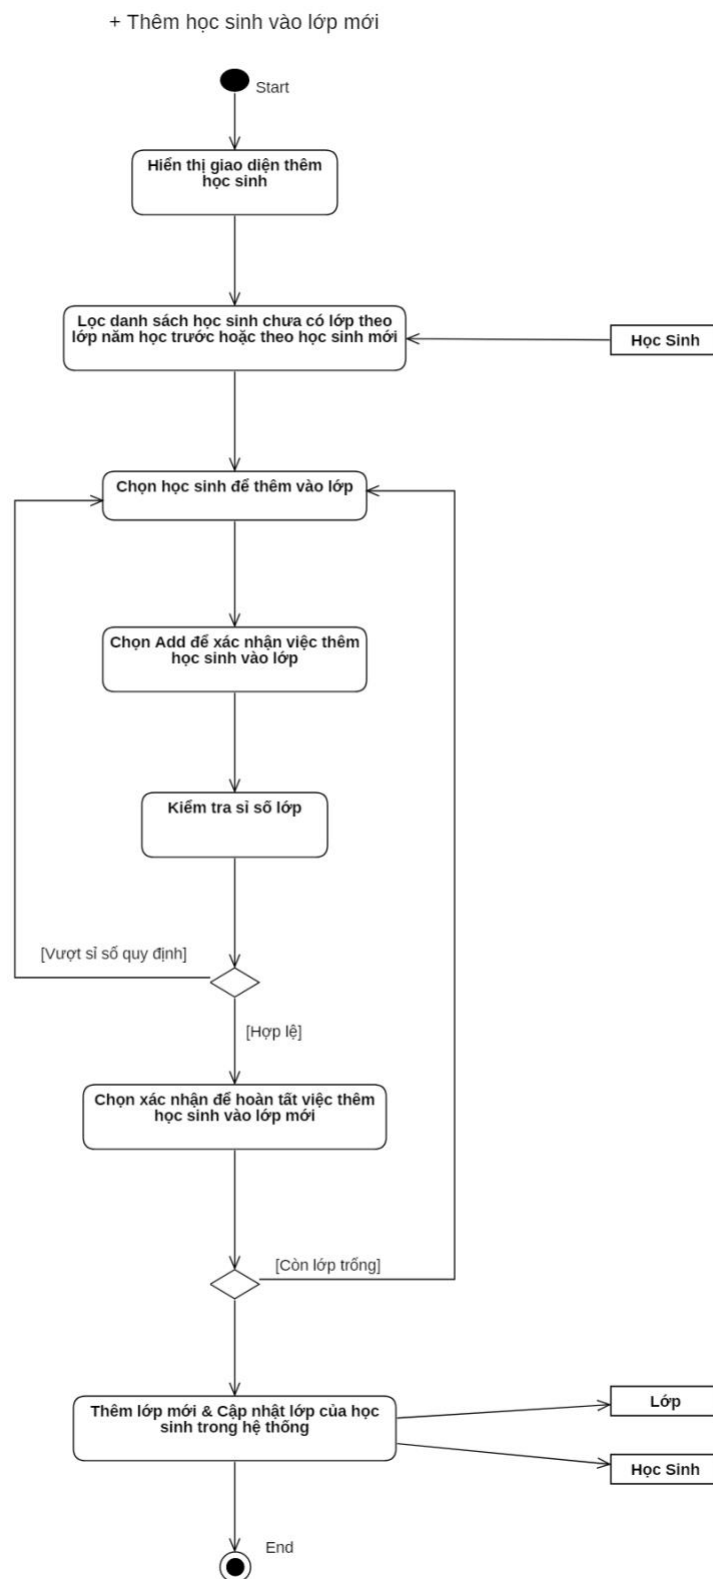 + Thêm học sinh vào lớp mới
Start
Hiển thị giao diện thêm
học sinh
Lọc danh sách học sinh chưa có lớp theo
lớp năm học trước hoặc theo học sinh mới
Học Sinh
Chọn học sinh để thêm vào lớp
Chọn Add để xác nhận việc thêm
học sinh vào lớp
Kiểm tra sỉ số lớp
[Vượt sỉ số quy định]
[Hợp lệ]
Chọn xác nhận để hoàn tất việc thêm
học sinh vào lớp mới
[Còn lớp trống]
Thêm lớp mới & Cập nhật lớp của học
sinh trong hệ thống
Lớp
Học Sinh
End